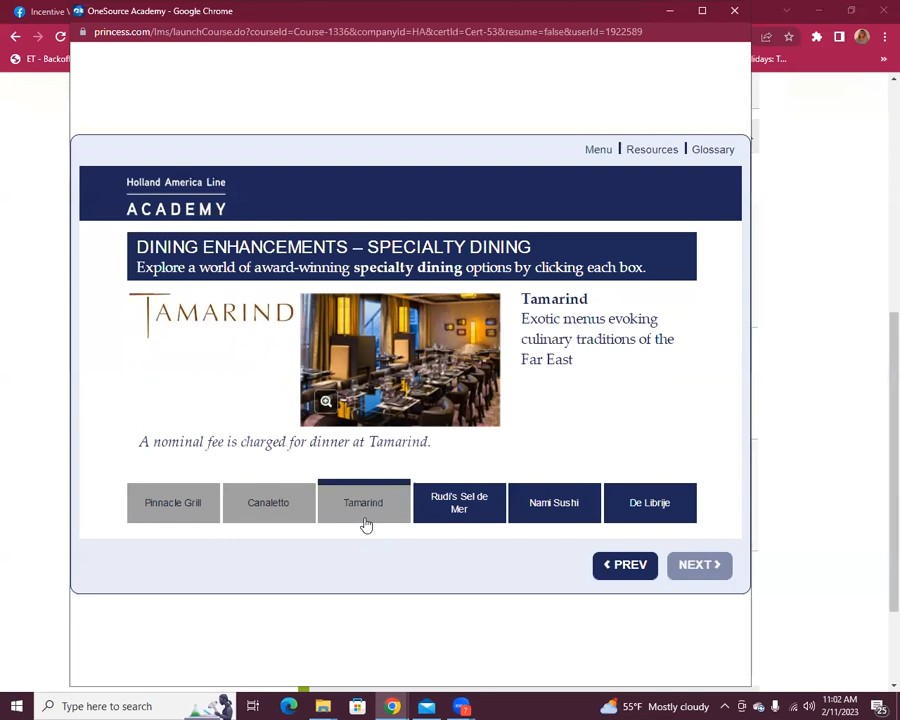 Incentive V
OneSource Academy - Google Chrome
princess.com/lms/launchCourse.do?courseId=Course-1336&companyId=HA&certId=Cert-53&resume=false&userId=1922589
ET - Backoff
lidays: T...
»
Menu | Resources | Glossary
Holland America Line
ACADEMY
DINING ENHANCEMENTS – SPECIALTY DINING
Explore a world of award-winning specialty dining options by clicking each box.
TAMARIND
Tamarind
Exotic menus evoking
culinary traditions of the
Far East
A nominal fee is charged for dinner at Tamarind.
Pinnacle Grill
Canaletto
Tamarind
Rudi's Sel de
Mer
Nami Sushi
De Librije
PREV
NEXT
Type here to search
55°F Mostly cloudy
11:02 AM
2/11/2023
25